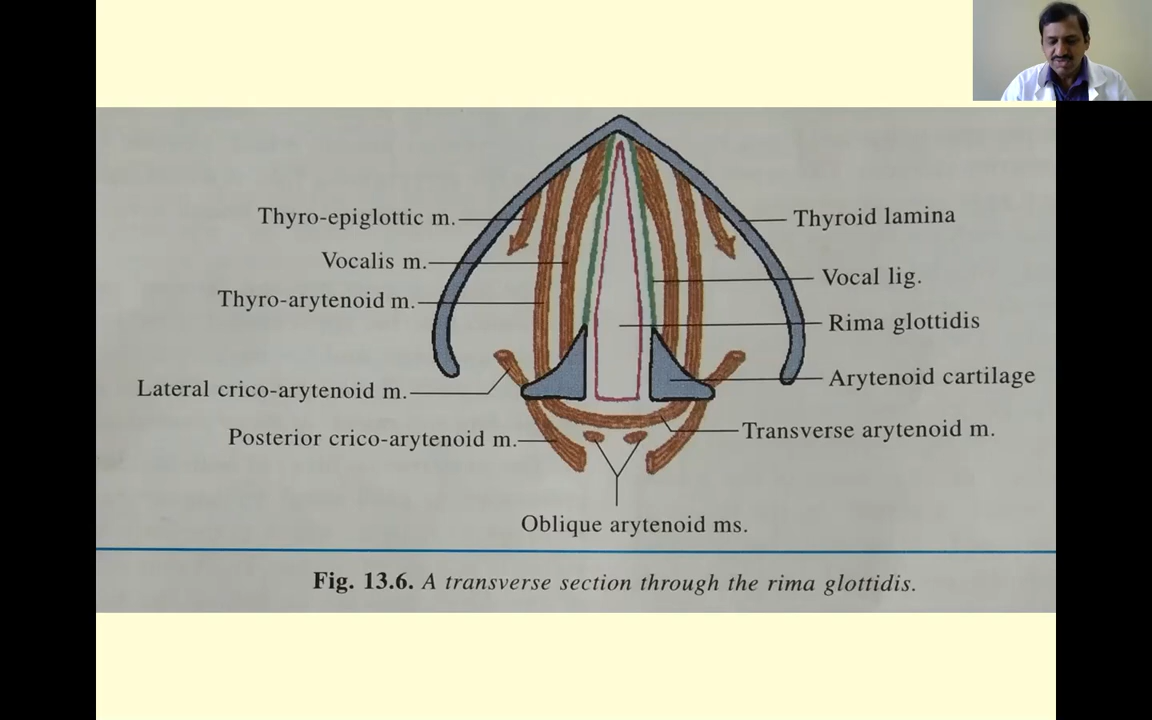 Thyro-epiglottic m.
Thyroid lamina
Vocalis m.
Vocal lig.
Thyro-arytenoid m.
Rima glottidis
Lateral crico-arytenoid m.
Arytenoid cartilage
Posterior crico-arytenoid m.
Transverse arytenoid m.
Oblique arytenoid ms.
Fig. 13.6. A transverse section through the rima glottidis.